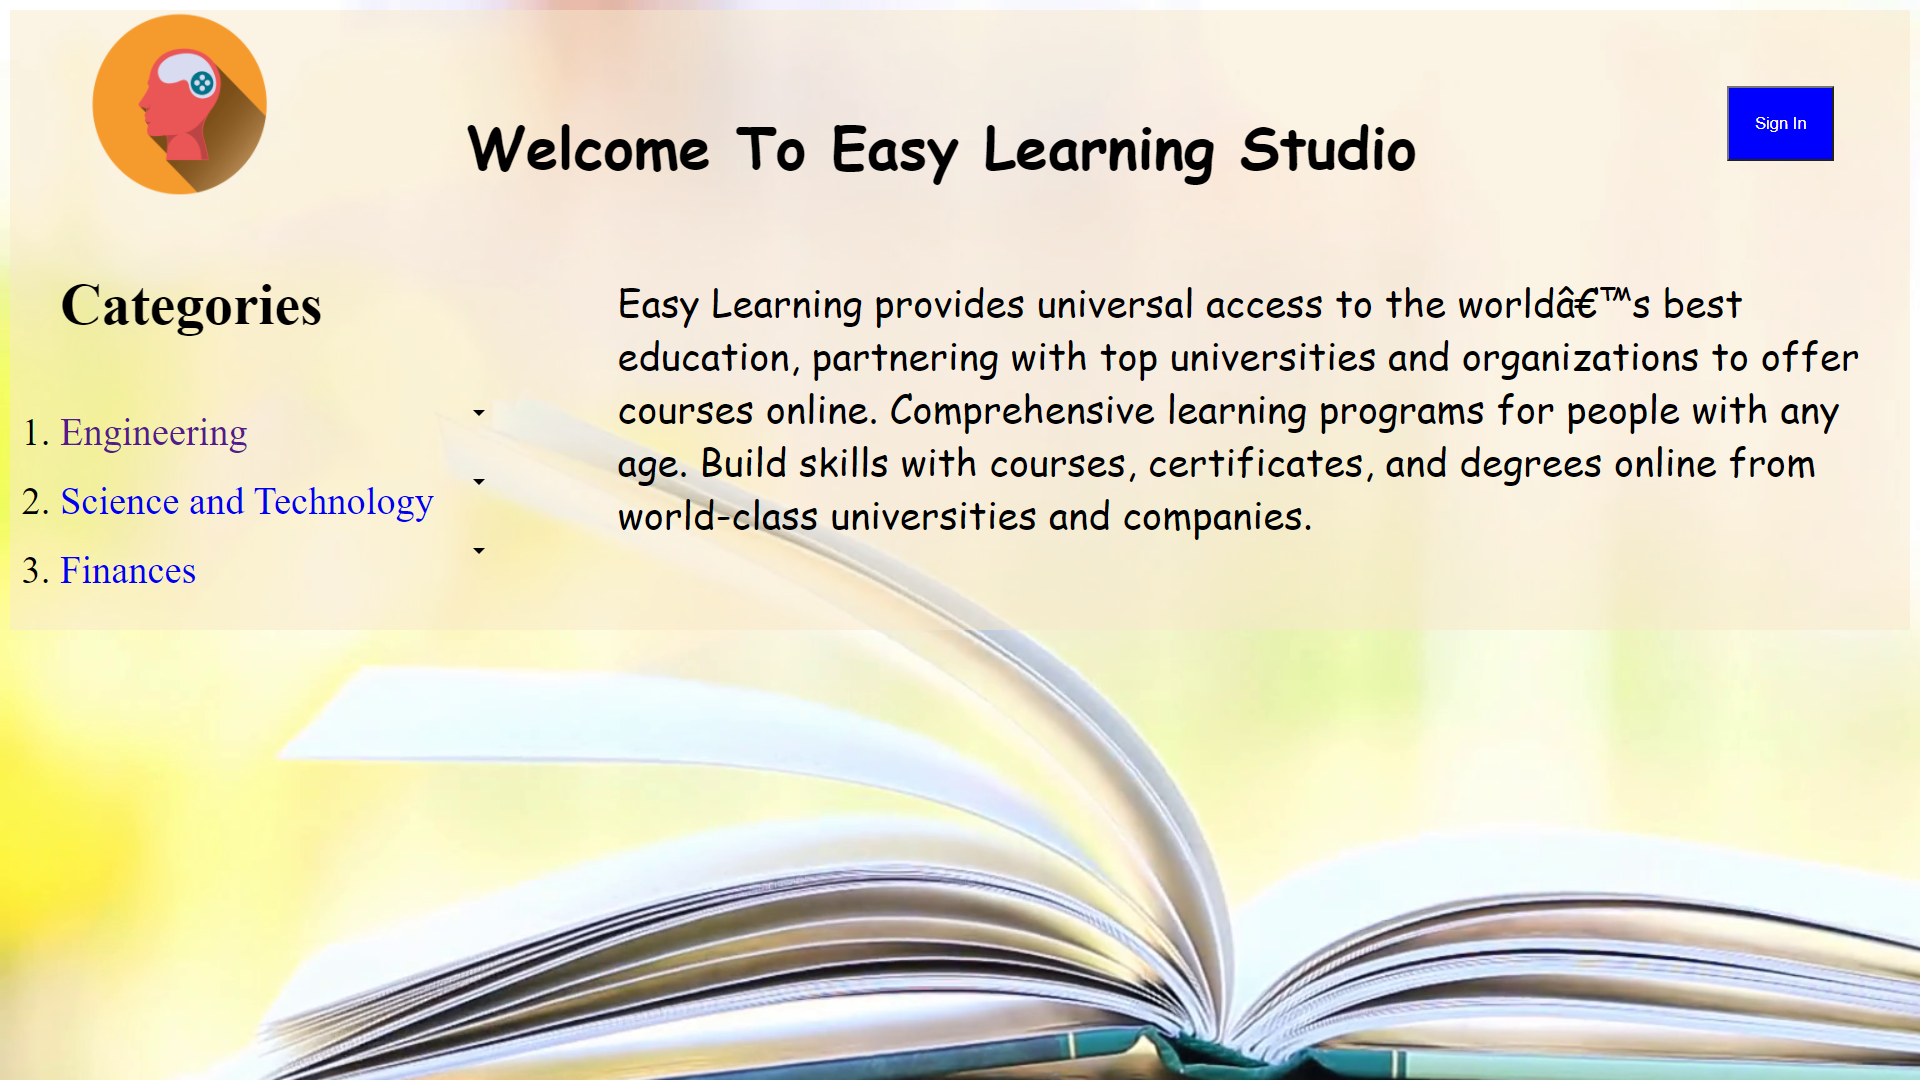 Welcome To Easy Learning Studio
Sign In
Categories
1. Engineering
2. Science and Technology
3. Finances
Easy Learning provides universal access to the worldâ€™s best
education, partnering with top universities and organizations to offer
courses online. Comprehensive learning programs for people with any
age. Build skills with courses, certificates, and degrees online from
world-class universities and companies.